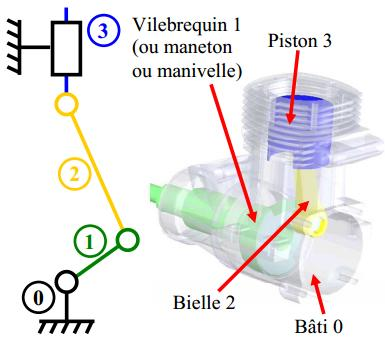 3
Vilebrequin 1
(ou maneton
ou manivelle)
Piston 3
2
1
0
Bielle 2
Bâti 0